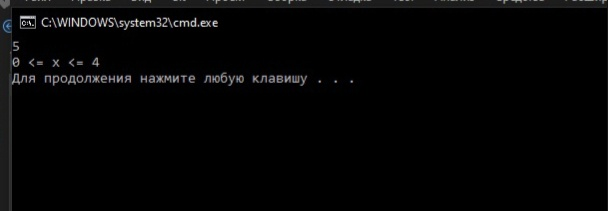 C:\WINDOWS\system32\cmd.exe
5
0 <= x <= 4
Для продолжения нажмите любую клавишу . . .